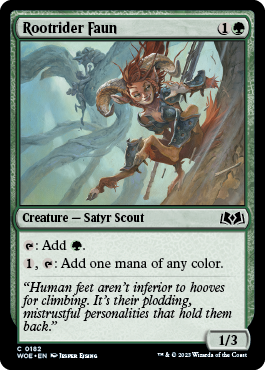 Rootrider Faun 1
Creature — Satyr Scout
: Add .
1, : Add one mana of any color.
"Human feet aren't inferior to hooves
for climbing. It's their plodding,
mistrustful personalities that hold them
back."
1/3
C 0182
WOE • EN Jesper Ejsing
™ & © 2023 Wizards of the Coast